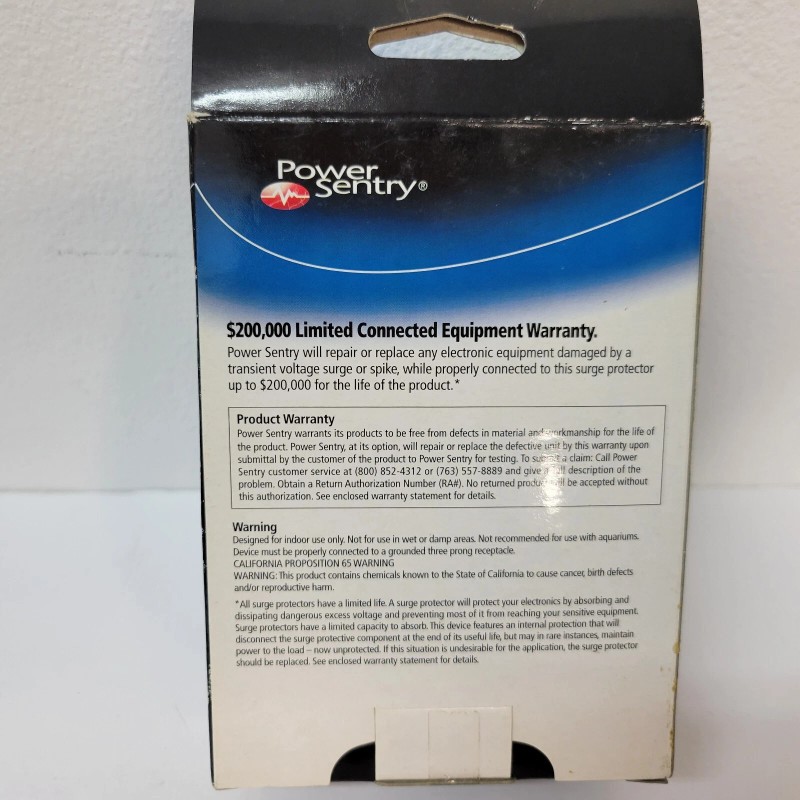 Power
Sentry®
$200,000 Limited Connected Equipment Warranty.
Power Sentry will repair or replace any electronic equipment damaged by a
transient voltage surge or spike, while properly connected to this surge protector
up to $200,000 for the life of the product.*
Product Warranty
Power Sentry warrants its products to be free from defects in material and workmanship for the life of
the product. Power Sentry, at its option, will repair or replace the defective unit by this warranty upon
submittal by the customer of the product to Power Sentry for testing. To submit a claim: Call Power
Sentry customer service at (800) 852-4312 or (763) 557-8889 and give full description of the
problem. Obtain a Return Authorization Number (RA#). No returned product will be accepted without
this authorization. See enclosed warranty statement for details.
Warning
Designed for indoor use only. Not for use in wet or damp areas. Not recommended for use with aquariums.
Device must be properly connected to a grounded three prong receptacle.
CALIFORNIA PROPOSITION 65 WARNING
WARNING: This product contains chemicals known to the State of California to cause cancer, birth defects
and/or reproductive harm.
*All surge protectors have a limited life. A surge protector will protect your electronics by absorbing and
dissipating dangerous excess voltage and preventing most of it from reaching your sensitive equipment.
Surge protectors have a limited capacity to absorb. This device features an internal protection that will
disconnect the surge protective component at the end of its useful life, but may in rare instances, maintain
power to the load – now unprotected. If this situation is undesirable for the application, the surge protector
should be replaced. See enclosed warranty statement for details.